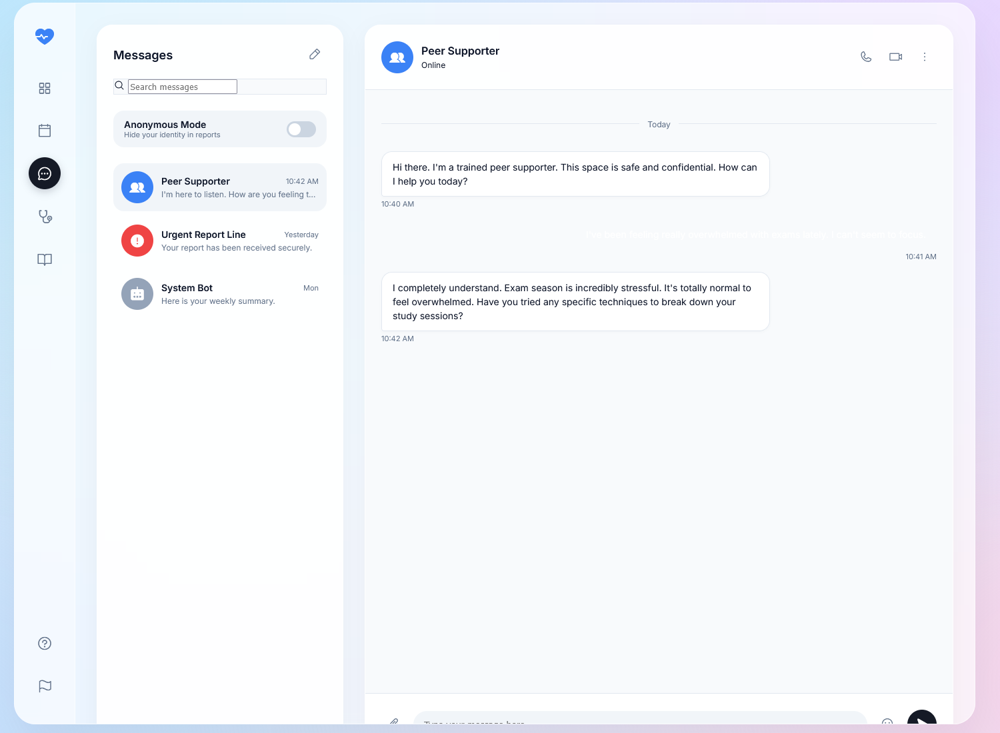 Messages
Search messages
Anonymous Mode
Hide your identity in reports
Peer Supporter
10:42 AM
I'm here to listen. How are you feeling t...
Urgent Report Line
Yesterday
Your report has been received securely.
System Bot
Mon
Here is your weekly summary.
Peer Supporter
Online
Today
Hi there. I'm a trained peer supporter. This space is safe and confidential. How can
I help you today?
10:40 AM
I've been feeling really overwhelmed with exams lately. I can't seem to focus.
10:41 AM
I completely understand. Exam season is incredibly stressful. It's totally normal to
feel overwhelmed. Have you tried any specific techniques to break down your
study sessions?
10:42 AM
Type your message here...